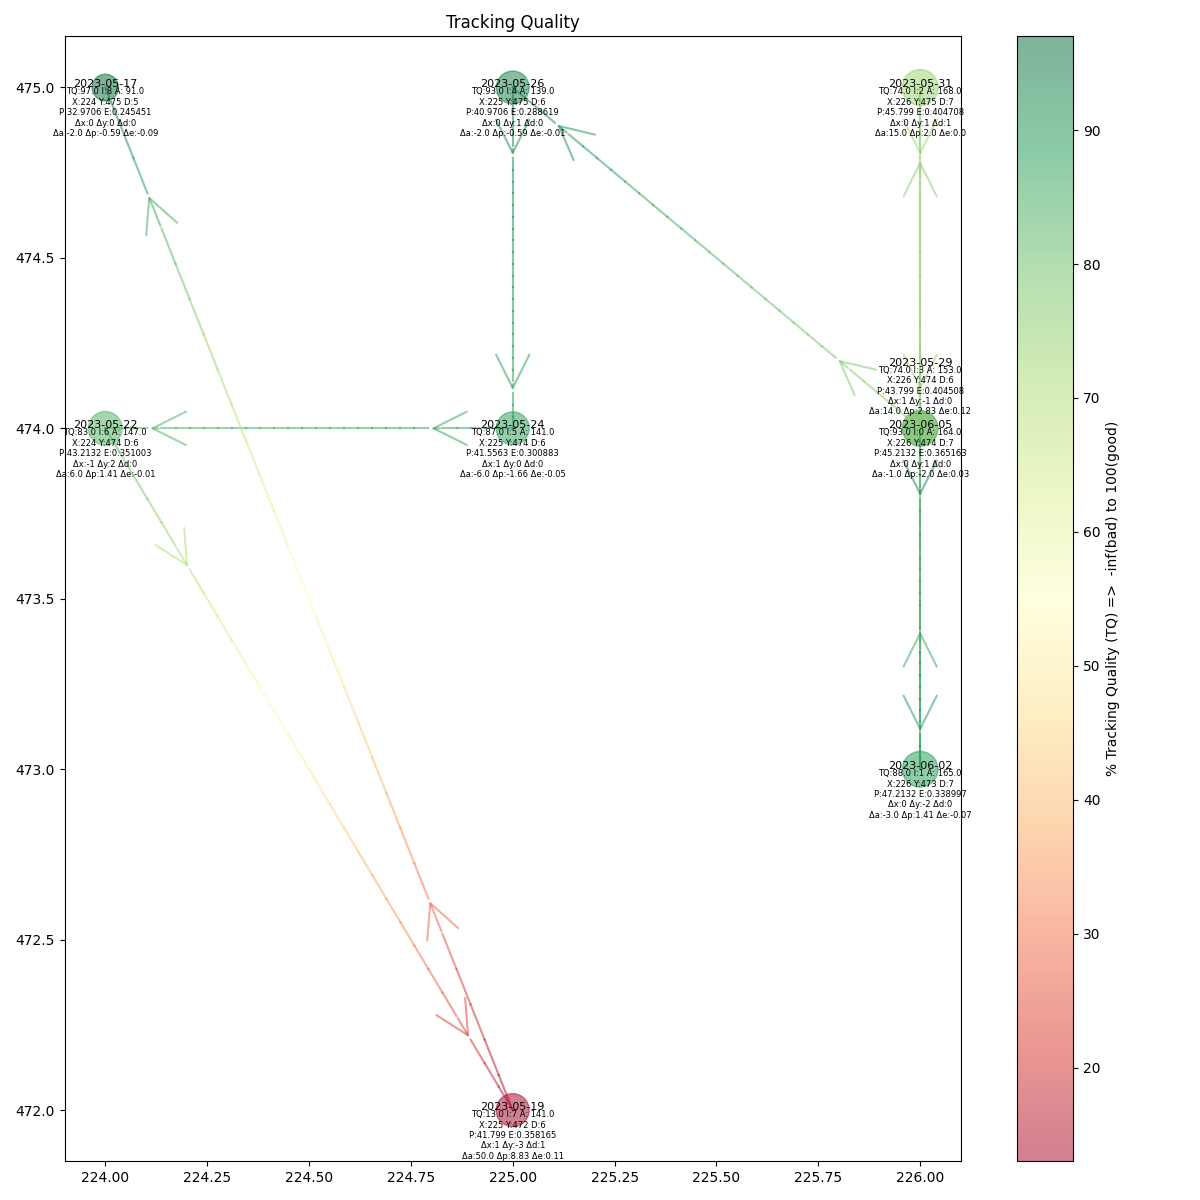 Tracking Quality
475.0
474.5
474.0
473.5
473.0
472.5
472.0
2023-05-17
TQ:97.0 I:8 A: 91.0
X:224 Y:475 D:5
P:32.9706 E:0.245451
Δx:0 Δy:0 Δd:0
Δa:-2.0 Δp:-0.59 Δe:-0.09
2023-05-26
TQ:93.0 I:4 A: 139.0
X:225 Y:475 D:6
P:40.9706 E:0.288619
Δx:0 Δy:1 Δd:0
Δa:-2.0 Δp:-0.59 Δe:-0.01
2023-05-31
TQ:74.0 I:2 A: 168.0
X:226 Y:475 D:7
P:45.799 E:0.404708
Δx:0 Δy:1 Δd:1
Δa:15.0 Δp:2.0 Δe:0.0
2023-05-29
TQ:74.0 I:3 A: 153.0
X:226 Y:474 D:6
P:43.799 E:0.404508
Δx:1 Δy:-1 Δd:0
Δa:14.0 Δp:2.83 Δe:0.12
2023-05-22
TQ:83.0 I:6 A: 147.0
X:224 Y:474 D:6
P:43.2132 E:0.351003
Δx:-1 Δy:2 Δd:0
Δa:6.0 Δp:1.41 Δe:-0.01
2023-05-24
TQ:87.0 I:5 A: 141.0
X:225 Y:474 D:6
P:41.5563 E:0.300883
Δx:1 Δy:0 Δd:0
Δa:-6.0 Δp:-1.66 Δe:-0.05
2023-06-05
TQ:93.0 I:0 A: 164.0
X:226 Y:474 D:7
P:45.2132 E:0.365163
Δx:0 Δy:1 Δd:0
Δa:-1.0 Δp:-2.0 Δe:0.03
2023-06-02
TQ:88.0 I:1 A: 165.0
X:226 Y:473 D:7
P:47.2132 E:0.338997
Δx:0 Δy:-2 Δd:0
Δa:-3.0 Δp:1.41 Δe:-0.07
2023-05-19
TQ:13.0 I:7 A: 141.0
X:225 Y:472 D:6
P:41.799 E:0.358165
Δx:1 Δy:-3 Δd:1
Δa:50.0 Δp:8.83 Δe:0.11
224.00 224.25 224.50 224.75 225.00 225.25 225.50 225.75 226.00
90
80
70
60
50
40
30
20
% Tracking Quality (TQ) => -inf(bad) to 100(good)